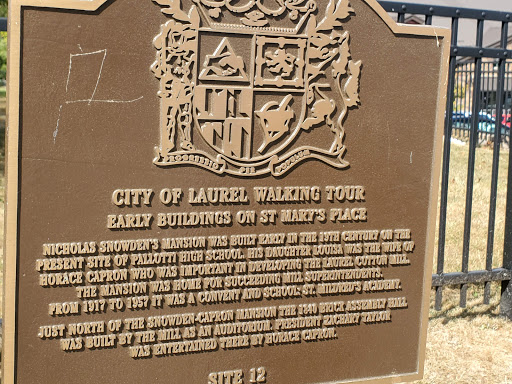 PROGRESSIO PER POPULUM
CITY OF LAUREL WALKING TOUR
EARLY BUILDINGS ON ST MARY'S PLACE
NICHOLAS SNOWDEN'S MANSION WAS BUILT EARLY IN THE 19TH CENTURY ON THE
PRESENT SITE OF PALLOTTI HIGH SCHOOL. HIS DAUGHTER LOUISA WAS THE WIFE OF
HORACE CAPRON WHO WAS IMPORTANT IN DEVELOPING THE LAUREL COTTON MILL.
THE MANSION WAS HOME FOR SUCCEEDING MILL SUPERINTENDENTS.
FROM 1917 TO 1957 IT WAS A CONVENT AND SCHOOL: ST. MILDRED'S ACADEMY.
JUST NORTH OF THE SNOWDEN-CAPRON MANSION THE 1840 BRICK ASSEMBLY HALL
WAS BUILT BY THE MILL AS AN AUDITORIUM. PRESIDENT ZACHARY TAYLOR
WAS ENTERTAINED THERE BY HORACE CAPRON.
SITE 12